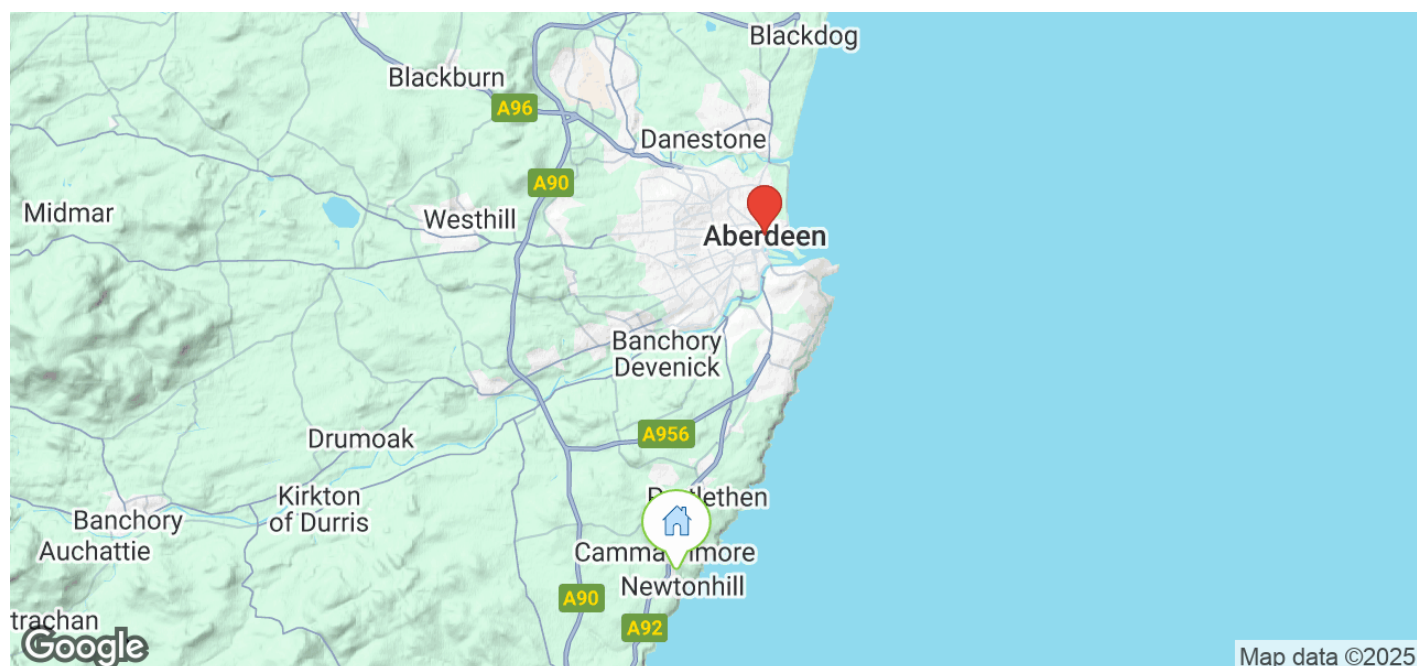 Blackdog
Blackburn
A96
Danestone
A90
Midmar
Westhill
Aberdeen
Banchory
Devenick
Drumoak
A956
Kirkton
of Durris
Banchory
Auchattie
Newtonhill
A90
trachan
A92
Google
Map data ©2025